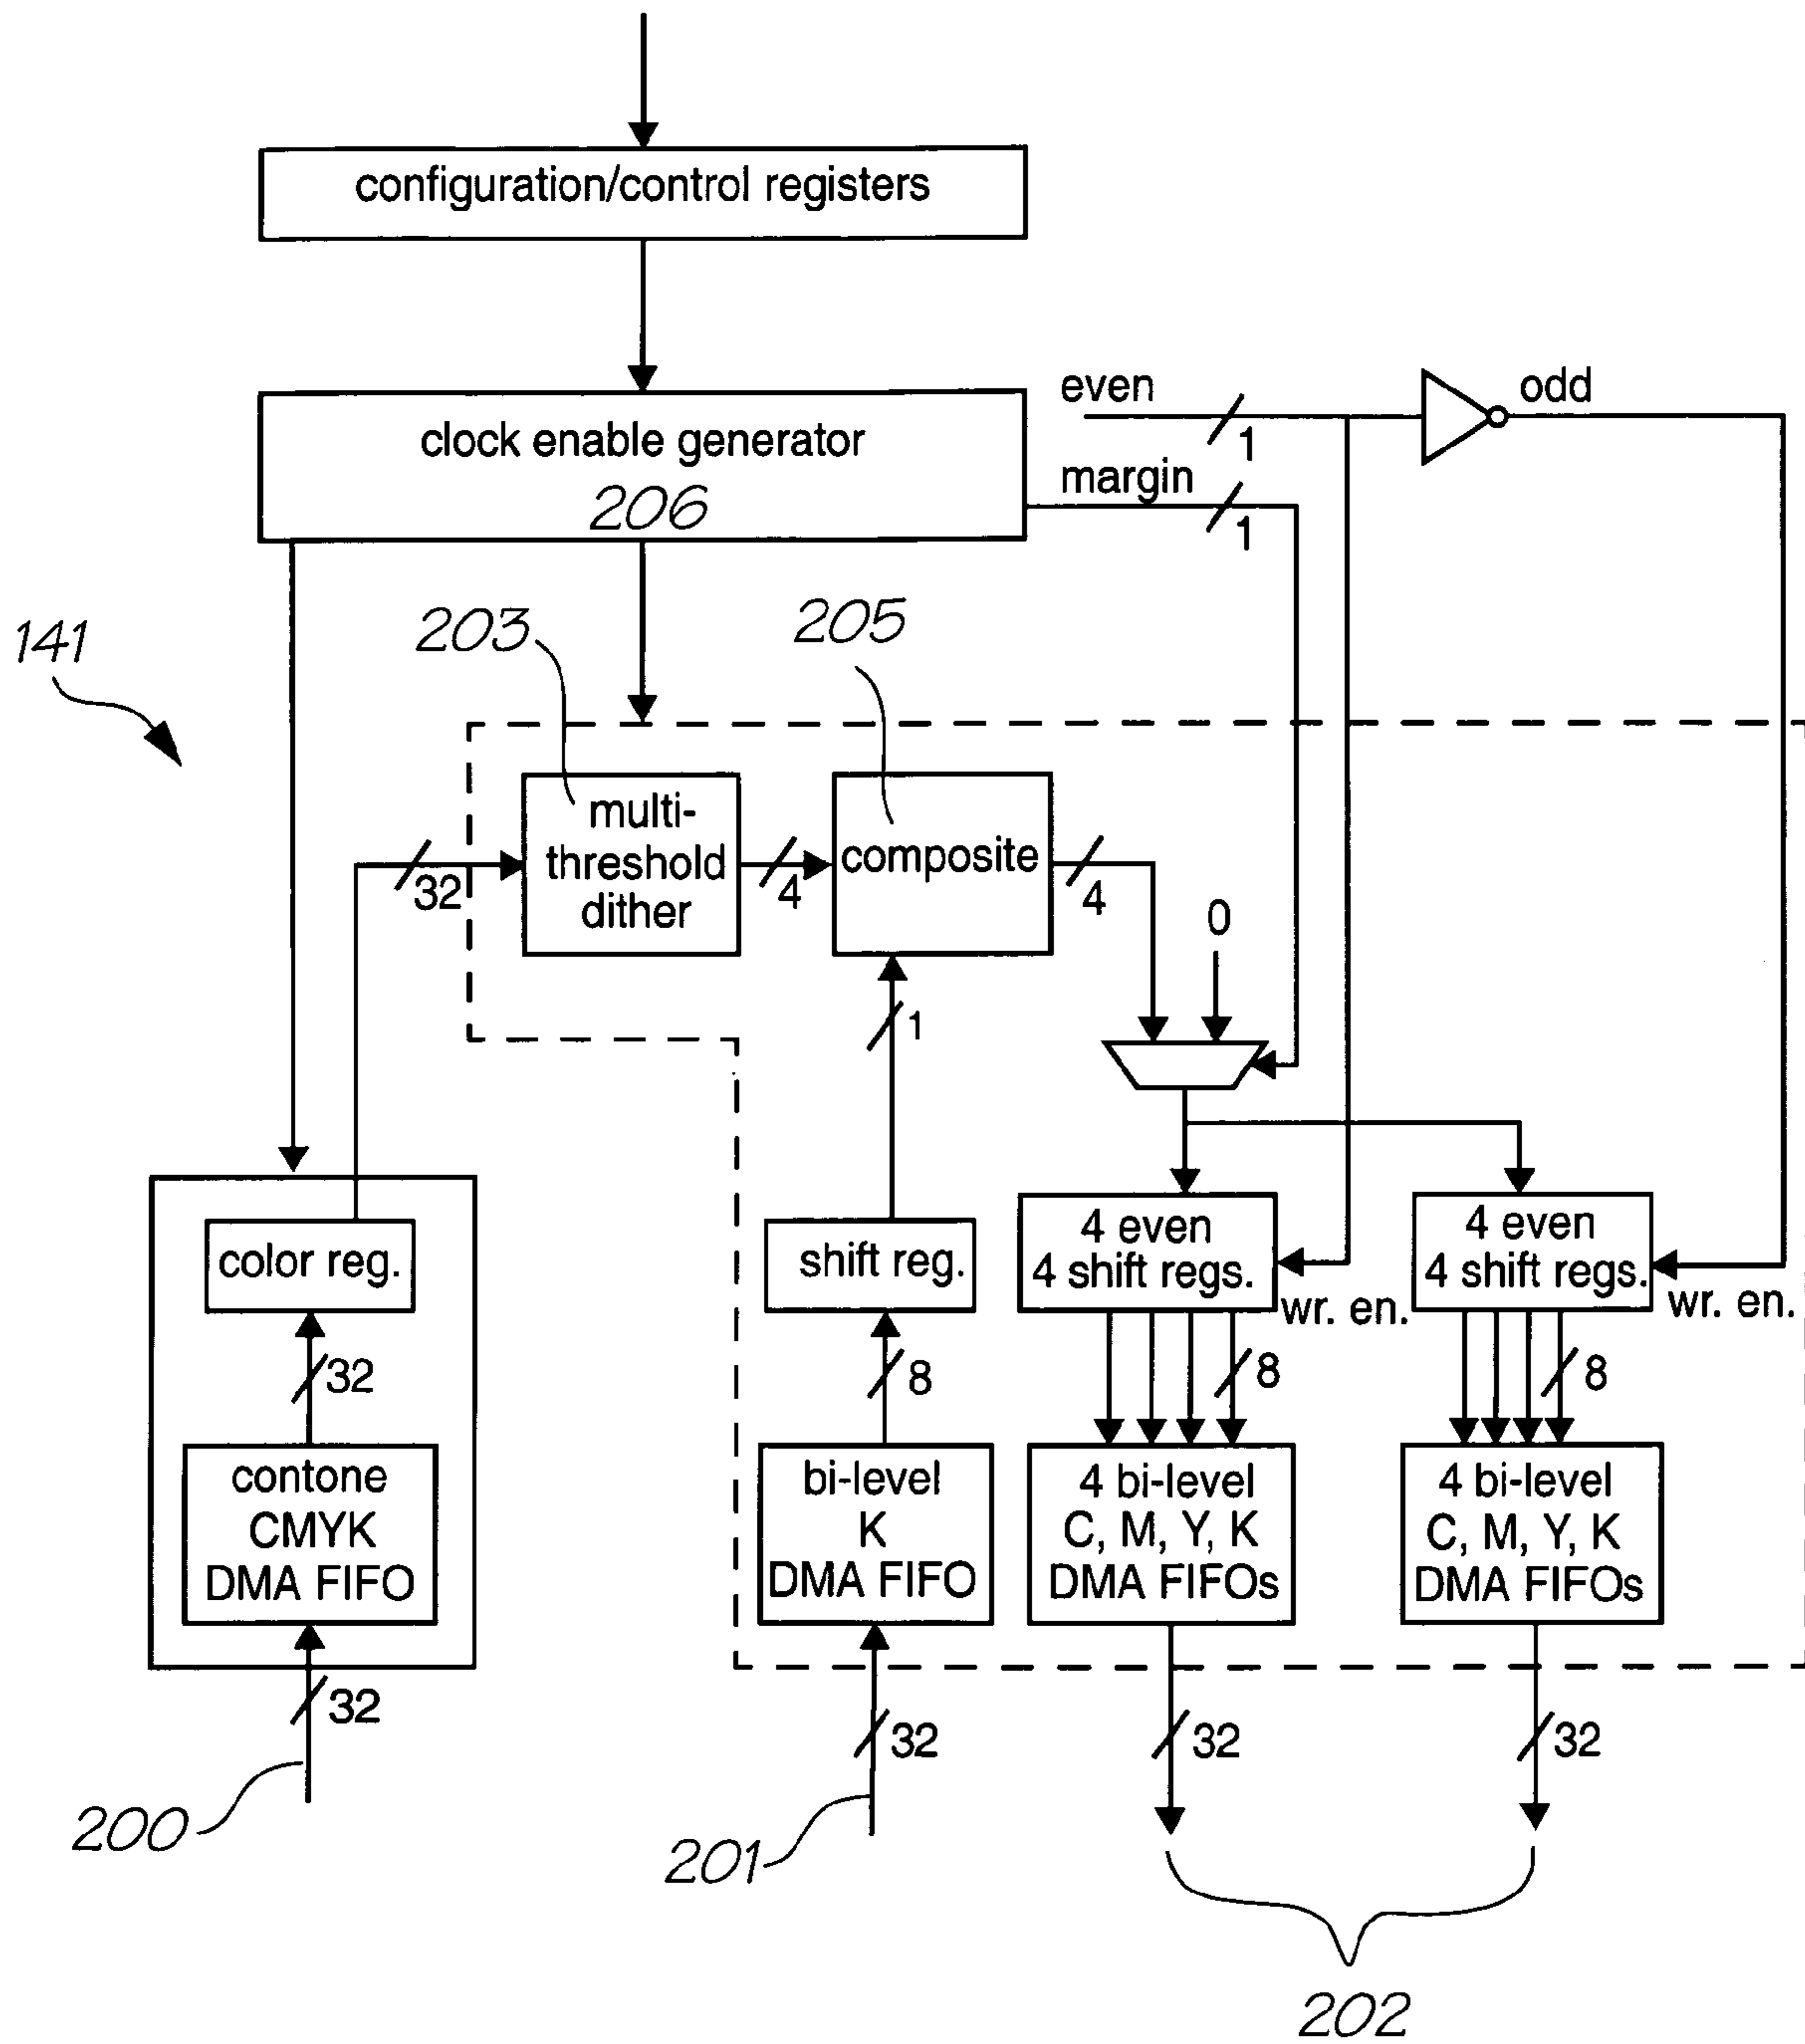 configuration/control registers
clock enable generator
206
even
1
odd
margin
1
141
203
205
multi-
threshold
dither
32
4
composite
4
0
1
color reg.
shift reg.
4 even
4 shift regs.
wr. en.
4 even
4 shift regs.
wr. en.
32
8
8
8
contone
CMYK
DMA FIFO
bi-level
K
DMA FIFO
4 bi-level
C, M, Y, K
DMA FIFOs
4 bi-level
C, M, Y, K
DMA FIFOs
32
32
32
32
200
201
202